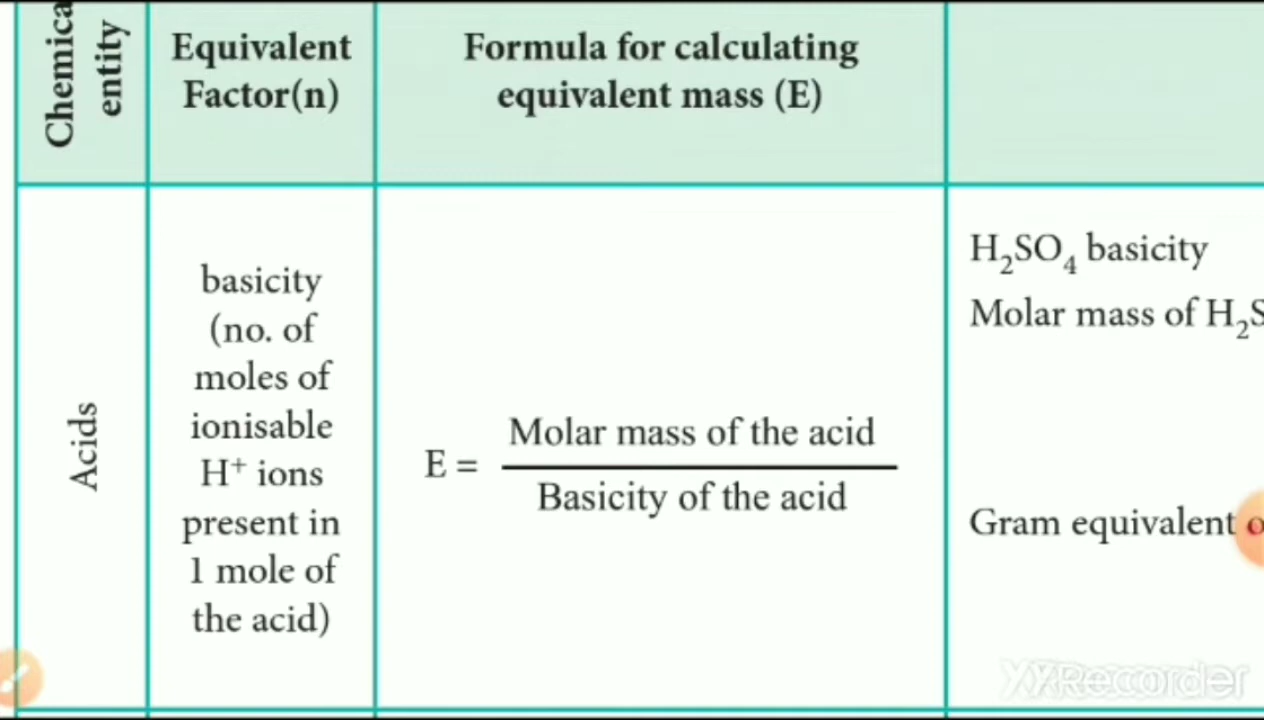 Chemica
entity
Equivalent
Factor(n)
Formula for calculating
equivalent mass (E)
Acids
basicity
(no. of
moles of
ionisable
H⁺ ions
present in
1 mole of
the acid)
E = Molar mass of the acid
Basicity of the acid
H₂SO₄ basicity
Molar mass of H₂S
Gram equivalent o
XRecorder